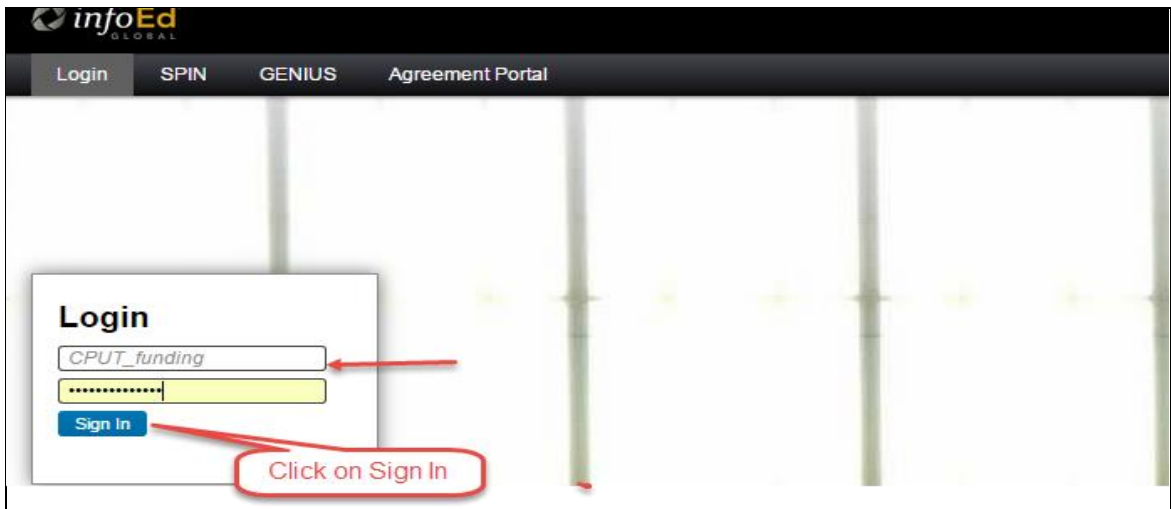 infoEd
GLOBAL
Login SPIN GENIUS Agreement Portal
Login
CPUT_funding
••••••••••••••
Sign In
Click on Sign In